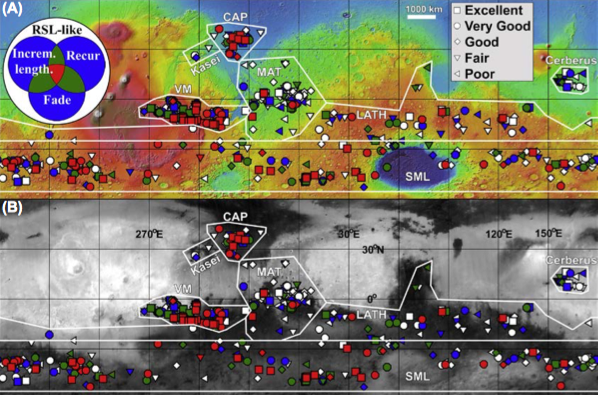 (A)
RSL-like
Increm.
length.
Recur
Fade
CAP
Kasei
MAT
VM
LATH
SML
Cerberus
1000 km
Excellent
Very Good
Good
Fair
Poor
(B)
CAP
270°E
30°E
120°E
150°E
30°N
Kasei
Cerberus
MAT
VM
0°
LATH
SML